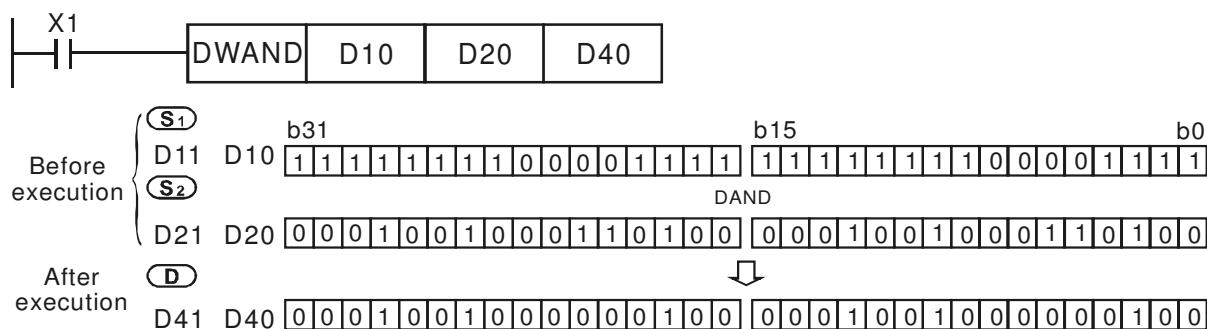 X1
DWAND D10 D20 D40
S1
b31 b15 b0
D11 D10 1 1 1 1 1 1 1 1 0 0 0 0 1 1 1 1 1 1 1 1 1 1 1 1 0 0 0 0 1 1 1 1
Before
execution
S2
DAND
D21 D20 0 0 0 1 0 0 1 0 0 0 1 1 0 1 0 0 0 0 0 1 0 0 1 0 0 0 1 1 0 1 0 0
After
execution
D
D41 D40 0 0 0 1 0 0 1 0 0 0 0 0 0 1 0 0 0 0 0 1 0 0 1 0 0 0 0 0 0 1 0 0